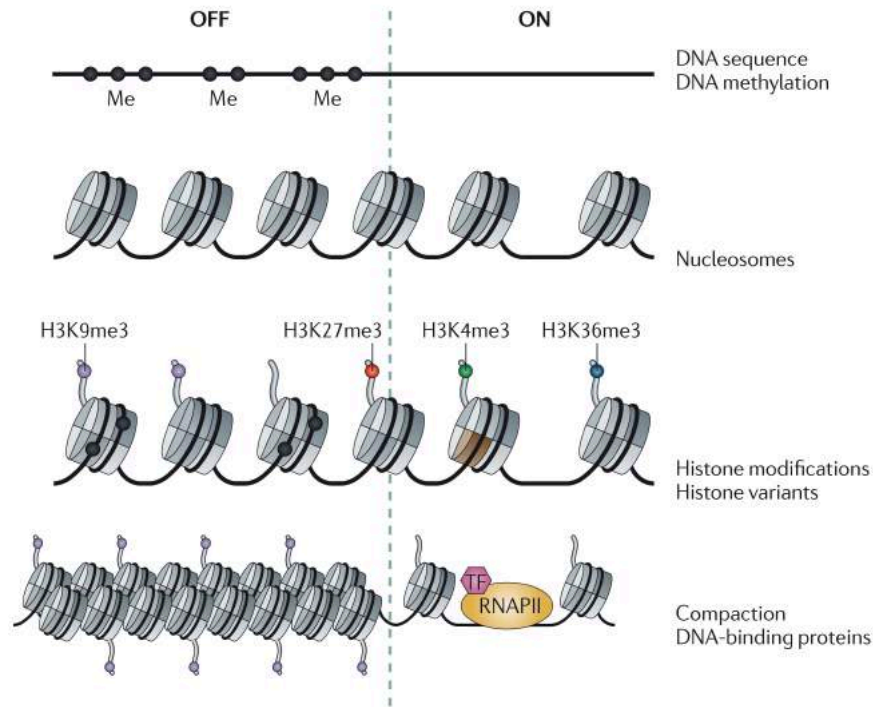 OFF
ON
DNA sequence
DNA methylation
Me
Me
Me
Nucleosomes
H3K9me3
H3K27me3
H3K4me3
H3K36me3
Histone modifications
Histone variants
TF
RNAPII
Compaction
DNA-binding proteins